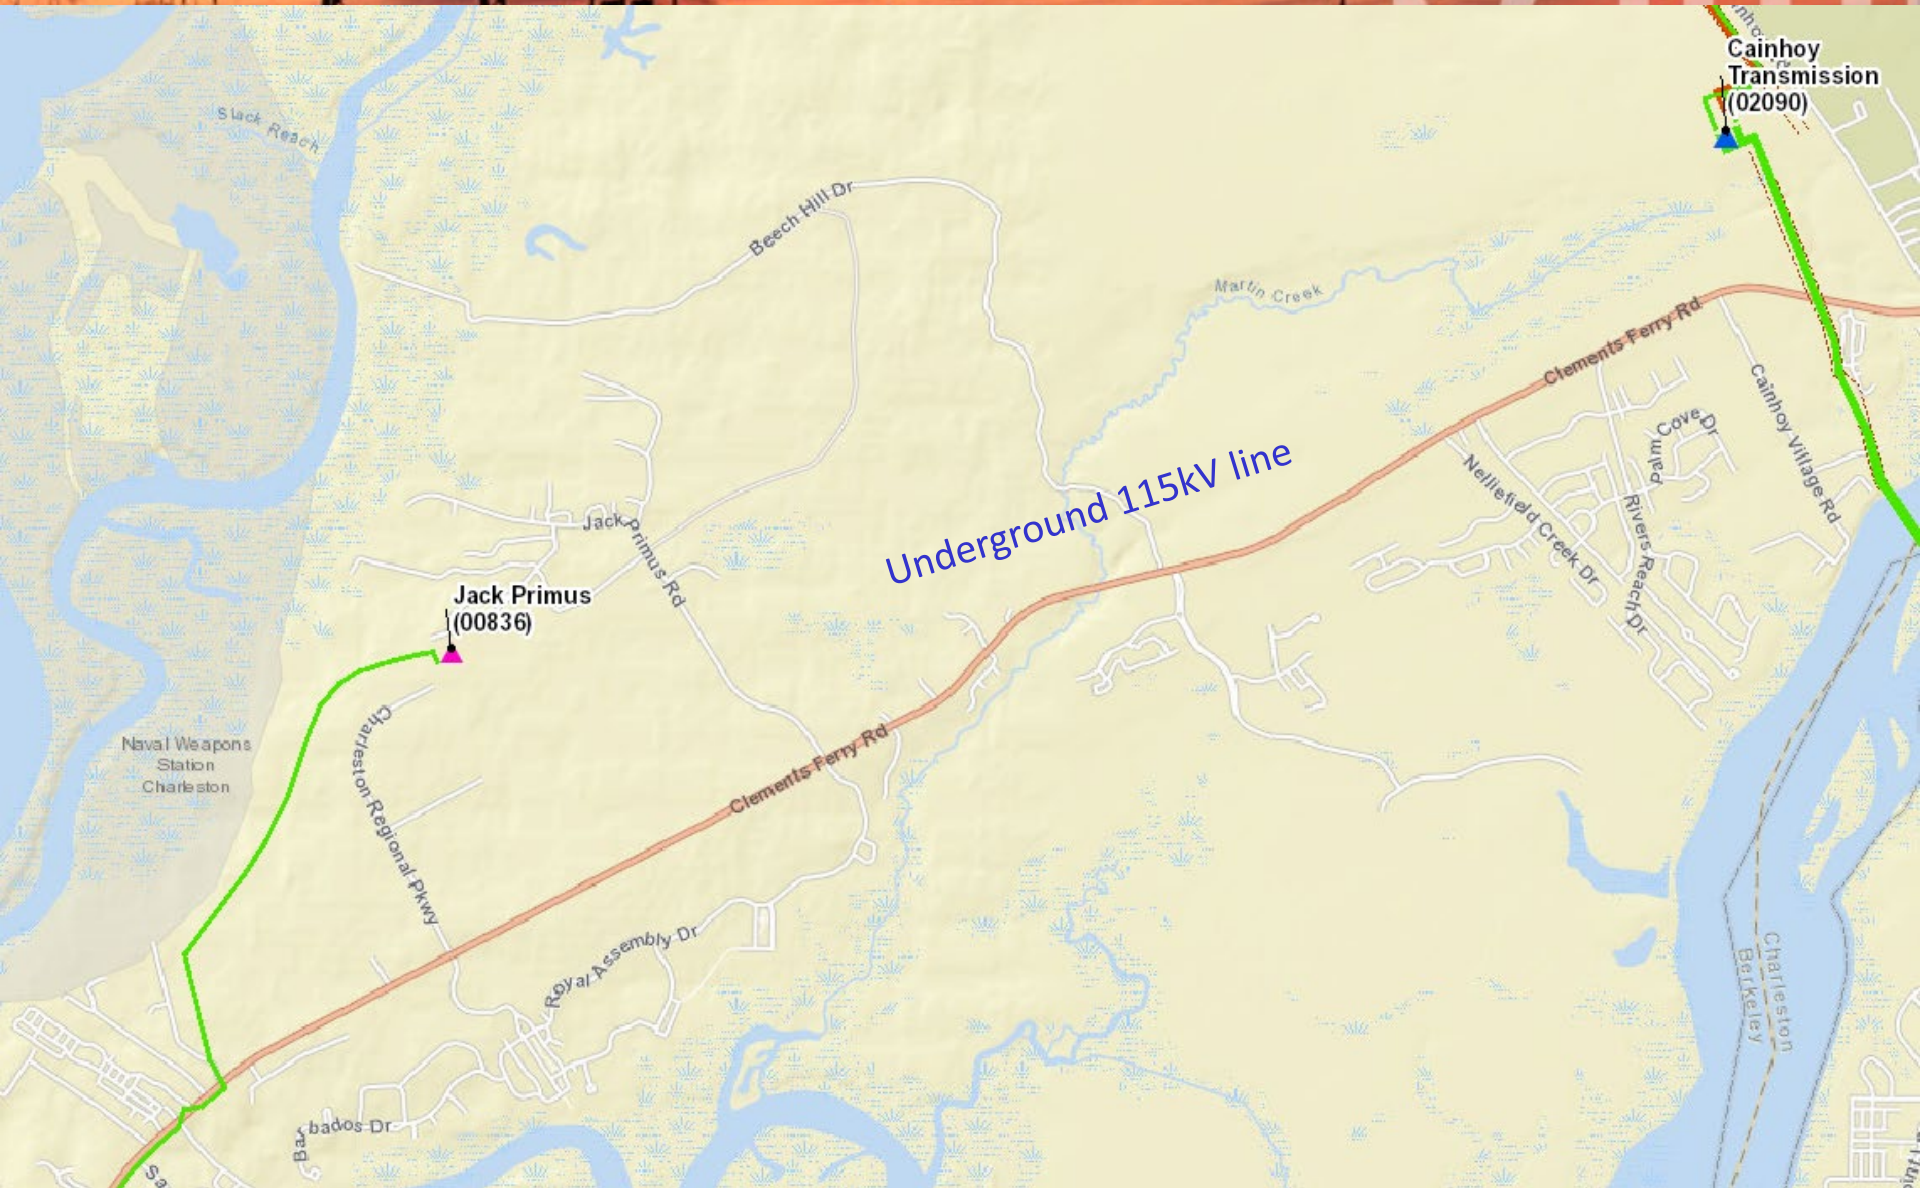 Cainhoy
Transmission
(02090)
Slack Reach
Beech Hill Dr
Martin Creek
Clements Ferry Rd
Cainhoy Village Rd
Palm Cove Dr
Underground 115kV line
Nelliefield Creek Dr
Rivers Reach Dr
Jack Primus Rd
Jack Primus
(00836)
Charleston Regional Pkwy
Naval Weapons
Station
Charleston
Clements Ferry Rd
Royal Assembly Dr
Charleston
Berkeley
bados Dr